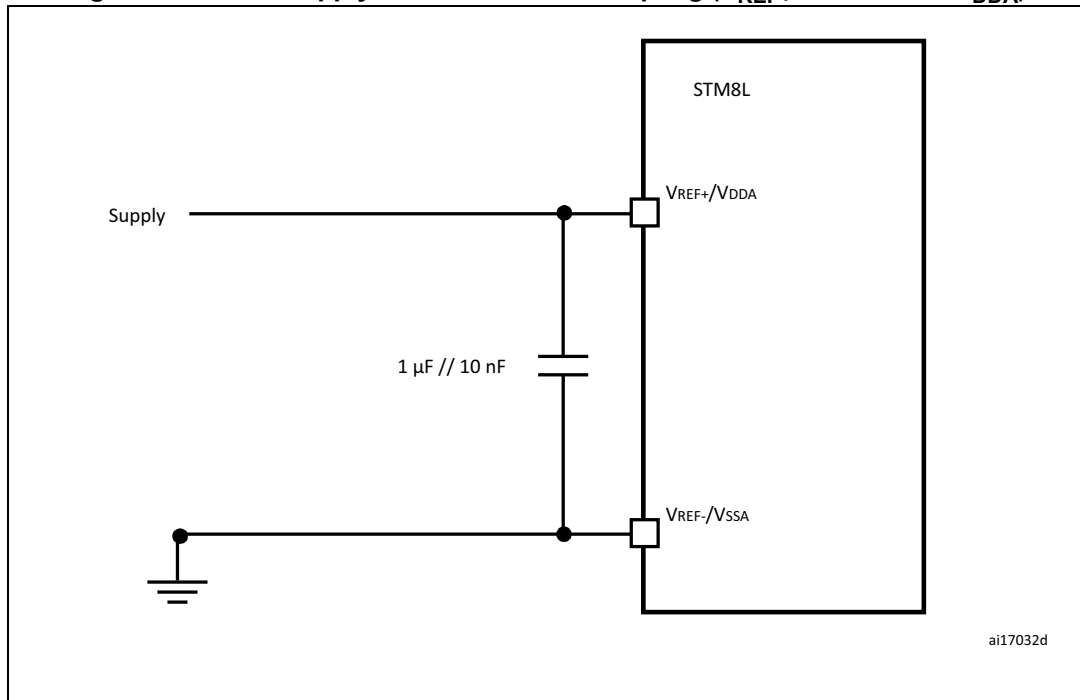 STM8L
VREF+/VDDA
Supply
1 µF // 10 nF
VREF-/VSSA
ai17032d